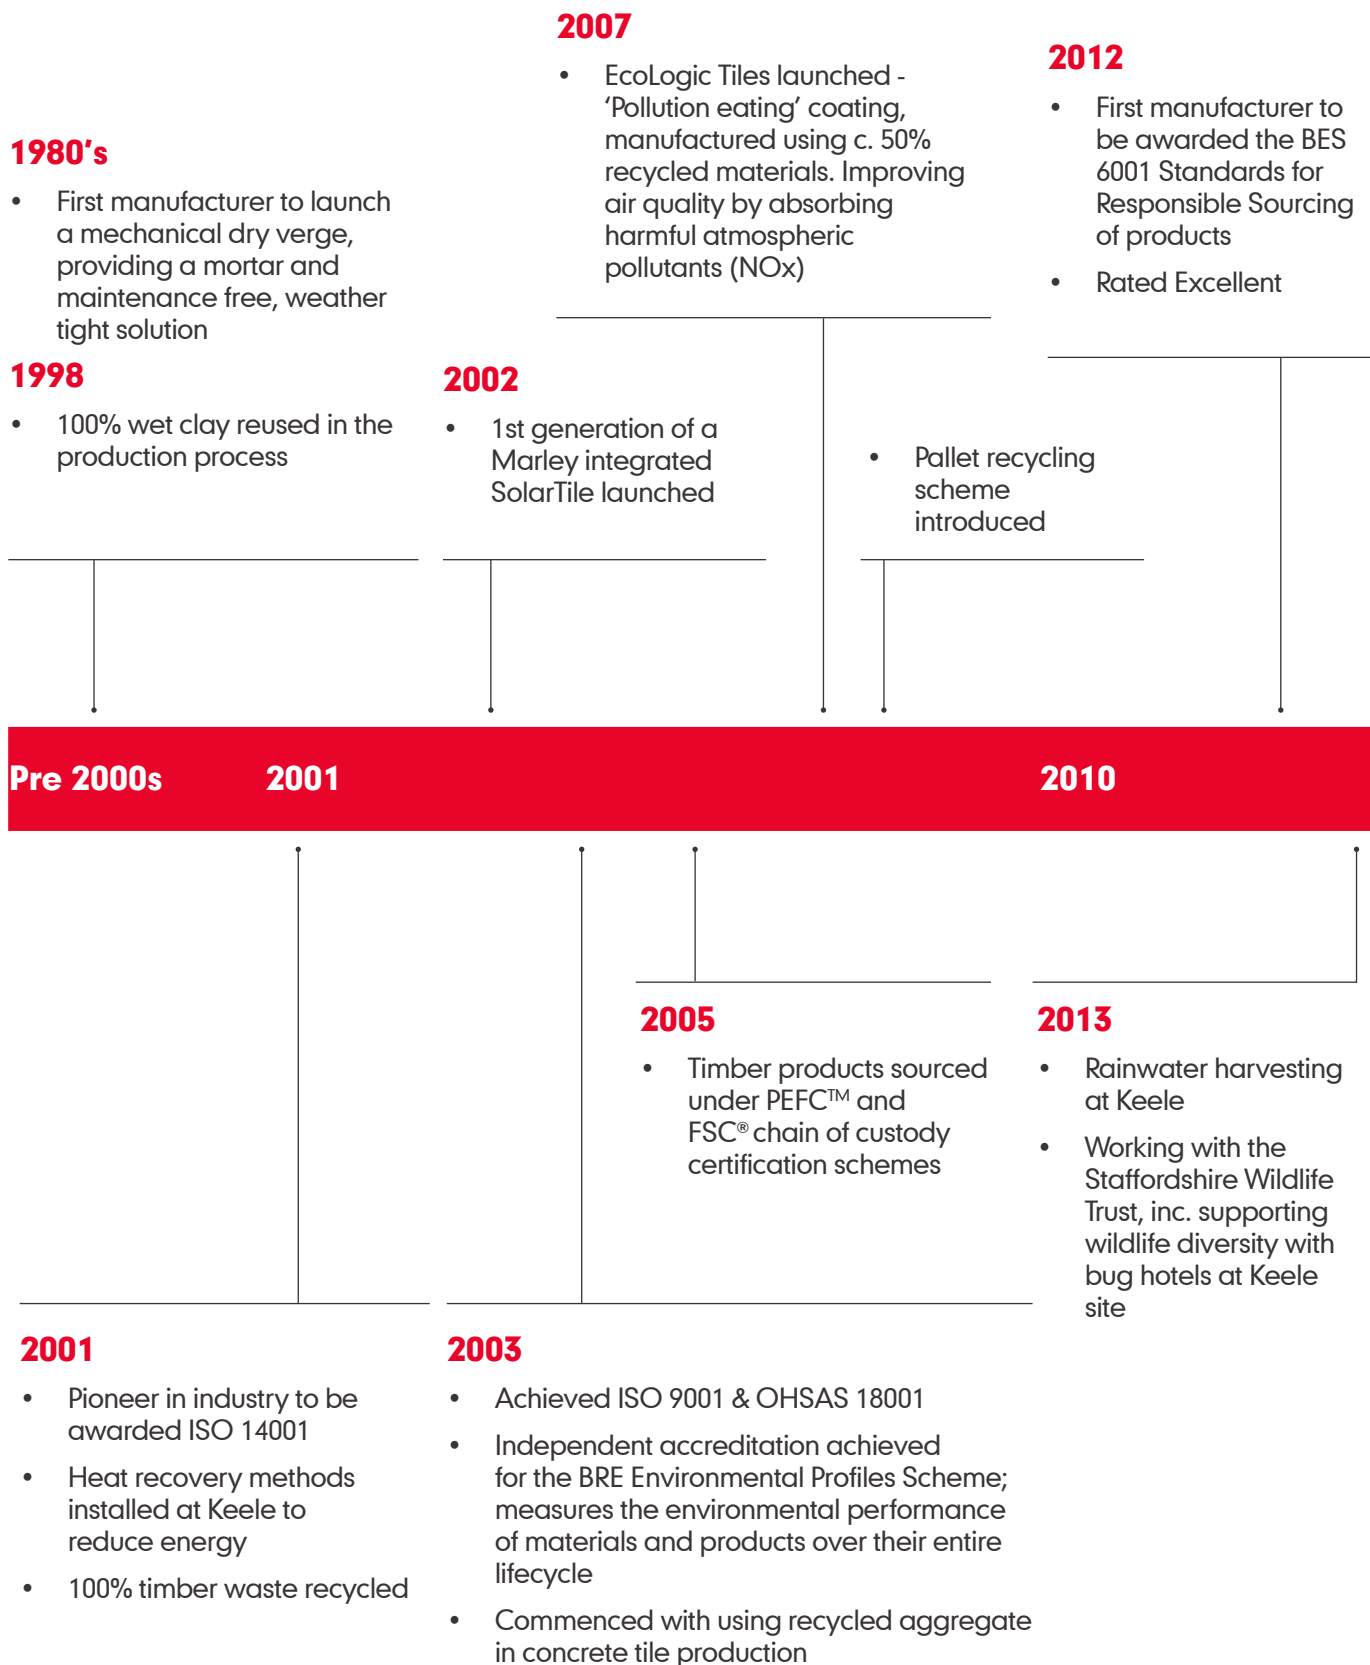 1980's
• First manufacturer to launch
a mechanical dry verge,
providing a mortar and
maintenance free, weather
tight solution
1998
• 100% wet clay reused in the
production process
2002
• 1st generation of a
Marley integrated
SolarTile launched
2007
• EcoLogic Tiles launched -
‘Pollution eating’ coating,
manufactured using c. 50%
recycled materials. Improving
air quality by absorbing
harmful atmospheric
pollutants (NOx)
• Pallet recycling
scheme
introduced
2012
• First manufacturer to
be awarded the BES
6001 Standards for
Responsible Sourcing
of products
• Rated Excellent
Pre 2000s
2001
2010
2001
• Pioneer in industry to be
awarded ISO 14001
• Heat recovery methods
installed at Keele to
reduce energy
• 100% timber waste recycled
2003
• Achieved ISO 9001 & OHSAS 18001
• Independent accreditation achieved
for the BRE Environmental Profiles Scheme;
measures the environmental performance
of materials and products over their entire
lifecycle
• Commenced with using recycled aggregate
in concrete tile production
2005
• Timber products sourced
under PEFC™ and
FSC® chain of custody
certification schemes
2013
• Rainwater harvesting
at Keele
• Working with the
Staffordshire Wildlife
Trust, inc. supporting
wildlife diversity with
bug hotels at Keele
site